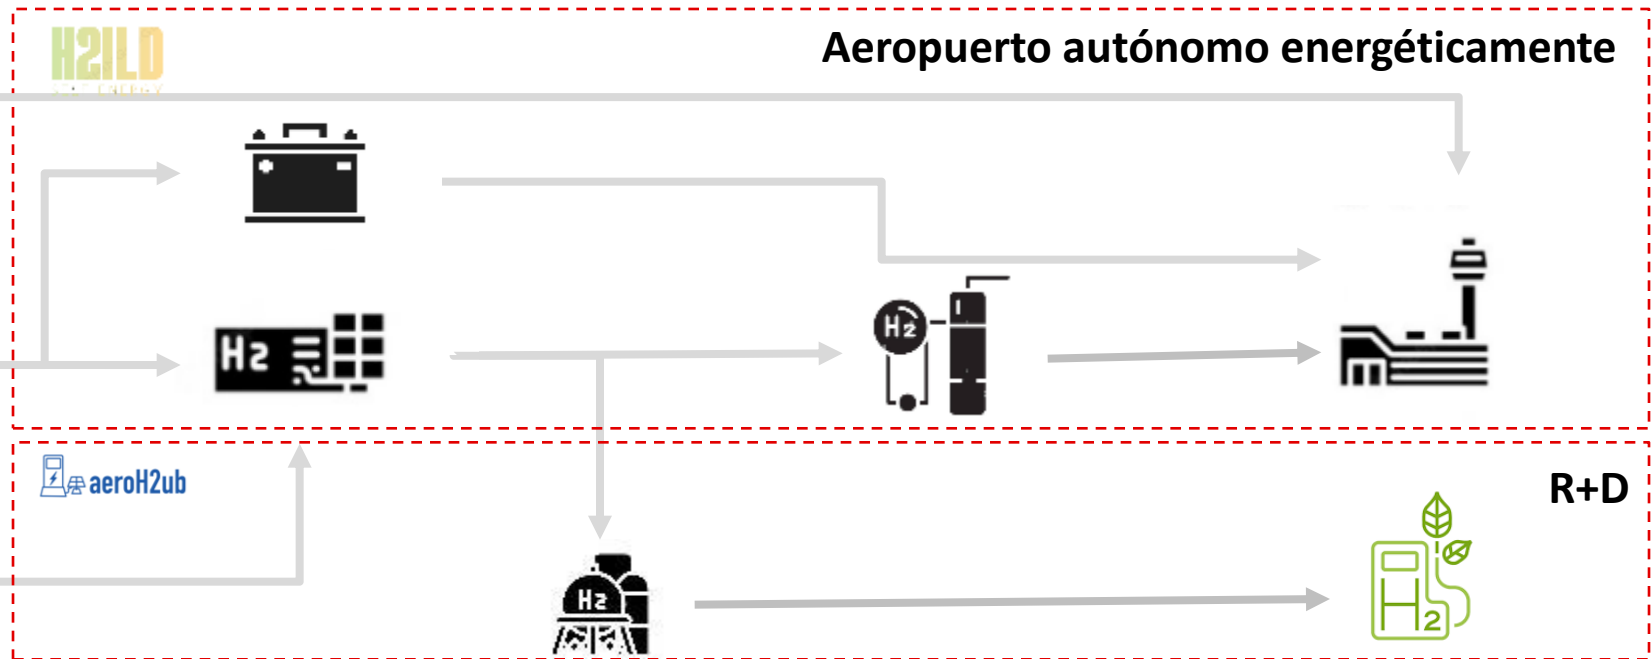 H2ILD
Aeropuerto autónomo energéticamente
H2
H2
aeroH2ub
R+D
H2
H2